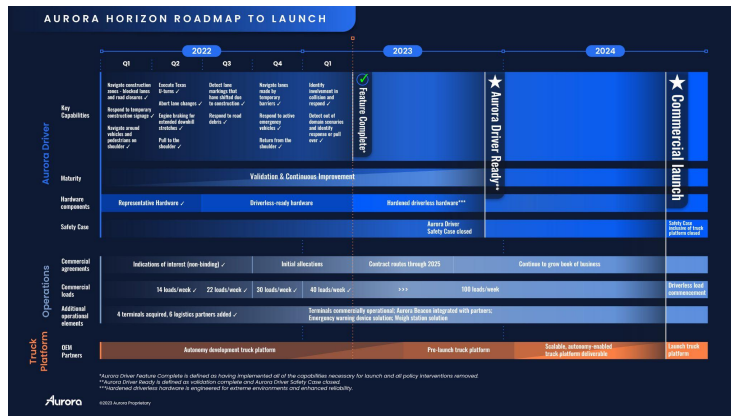 AURORA HORIZON ROADMAP TO LAUNCH
2022
2023
2024
Q1
Q2
Q3
Q4
Q1
Aurora Driver
Key
Capabilities
Navigate construction
zones - blocked lanes
and road closures ✓
Respond to temporary
construction signage ✓
Navigate around
vehicles and
pedestrians on
shoulder ✓
Execute Texas
U-turns ✓
Abort lane changes ✓
Engine braking for
extended downhill
stretches ✓
Pull to the
shoulder ✓
Detect lane
markings that
have shifted due
to construction ✓
Respond to road
debris ✓
Navigate lanes
made by
temporary
barriers ✓
Respond to active
emergency
vehicles ✓
Return from the
shoulder ✓
Identify
involvement in
collision and
respond ✓
Detect out of
domain scenarios
and identify
response or pull
over ✓
Feature Complete*
Aurora Driver Ready**
Commercial launch
Maturity
Validation & Continuous Improvement
Hardware
components
Representative Hardware ✓
Driverless-ready hardware
Hardened driverless hardware***
Safety Case
Aurora Driver
Safety Case closed
Safety Case
inclusive of truck
platform closed
Operations
Commercial
agreements
Indications of interest (non-binding) ✓
Initial allocations
Contract routes through 2025
Continue to grow book of business
Commercial
loads
14 loads/week ✓
22 loads/week ✓
30 loads/week ✓
40 loads/week ✓
>>>
100 loads/week
Driverless load
commencement
Additional
operational
elements
4 terminals acquired, 6 logistics partners added ✓
Terminals commercially operational; Aurora Beacon integrated with partners;
Emergency warning device solution; Weigh station solution
Truck
Platform
OEM
Partners
Autonomy development truck platform
Pre-launch truck platform
Scalable, autonomy-enabled
truck platform deliverable
Launch truck
platform
*Aurora Driver Feature Complete is defined as having implemented all of the capabilities necessary for launch and all policy interventions removed.
**Aurora Driver Ready is defined as validation complete and Aurora Driver Safety Case closed.
***Hardened driverless hardware is engineered for extreme environments and enhanced reliability.
Aurora
©2023 Aurora Proprietary